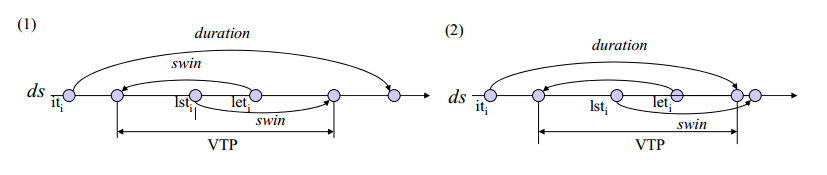 (1)
duration
swin
ds
it_i
lst_i
let_i
swin
VTP
(2)
duration
ds
it_i
lst_i
let_i
swin
VTP